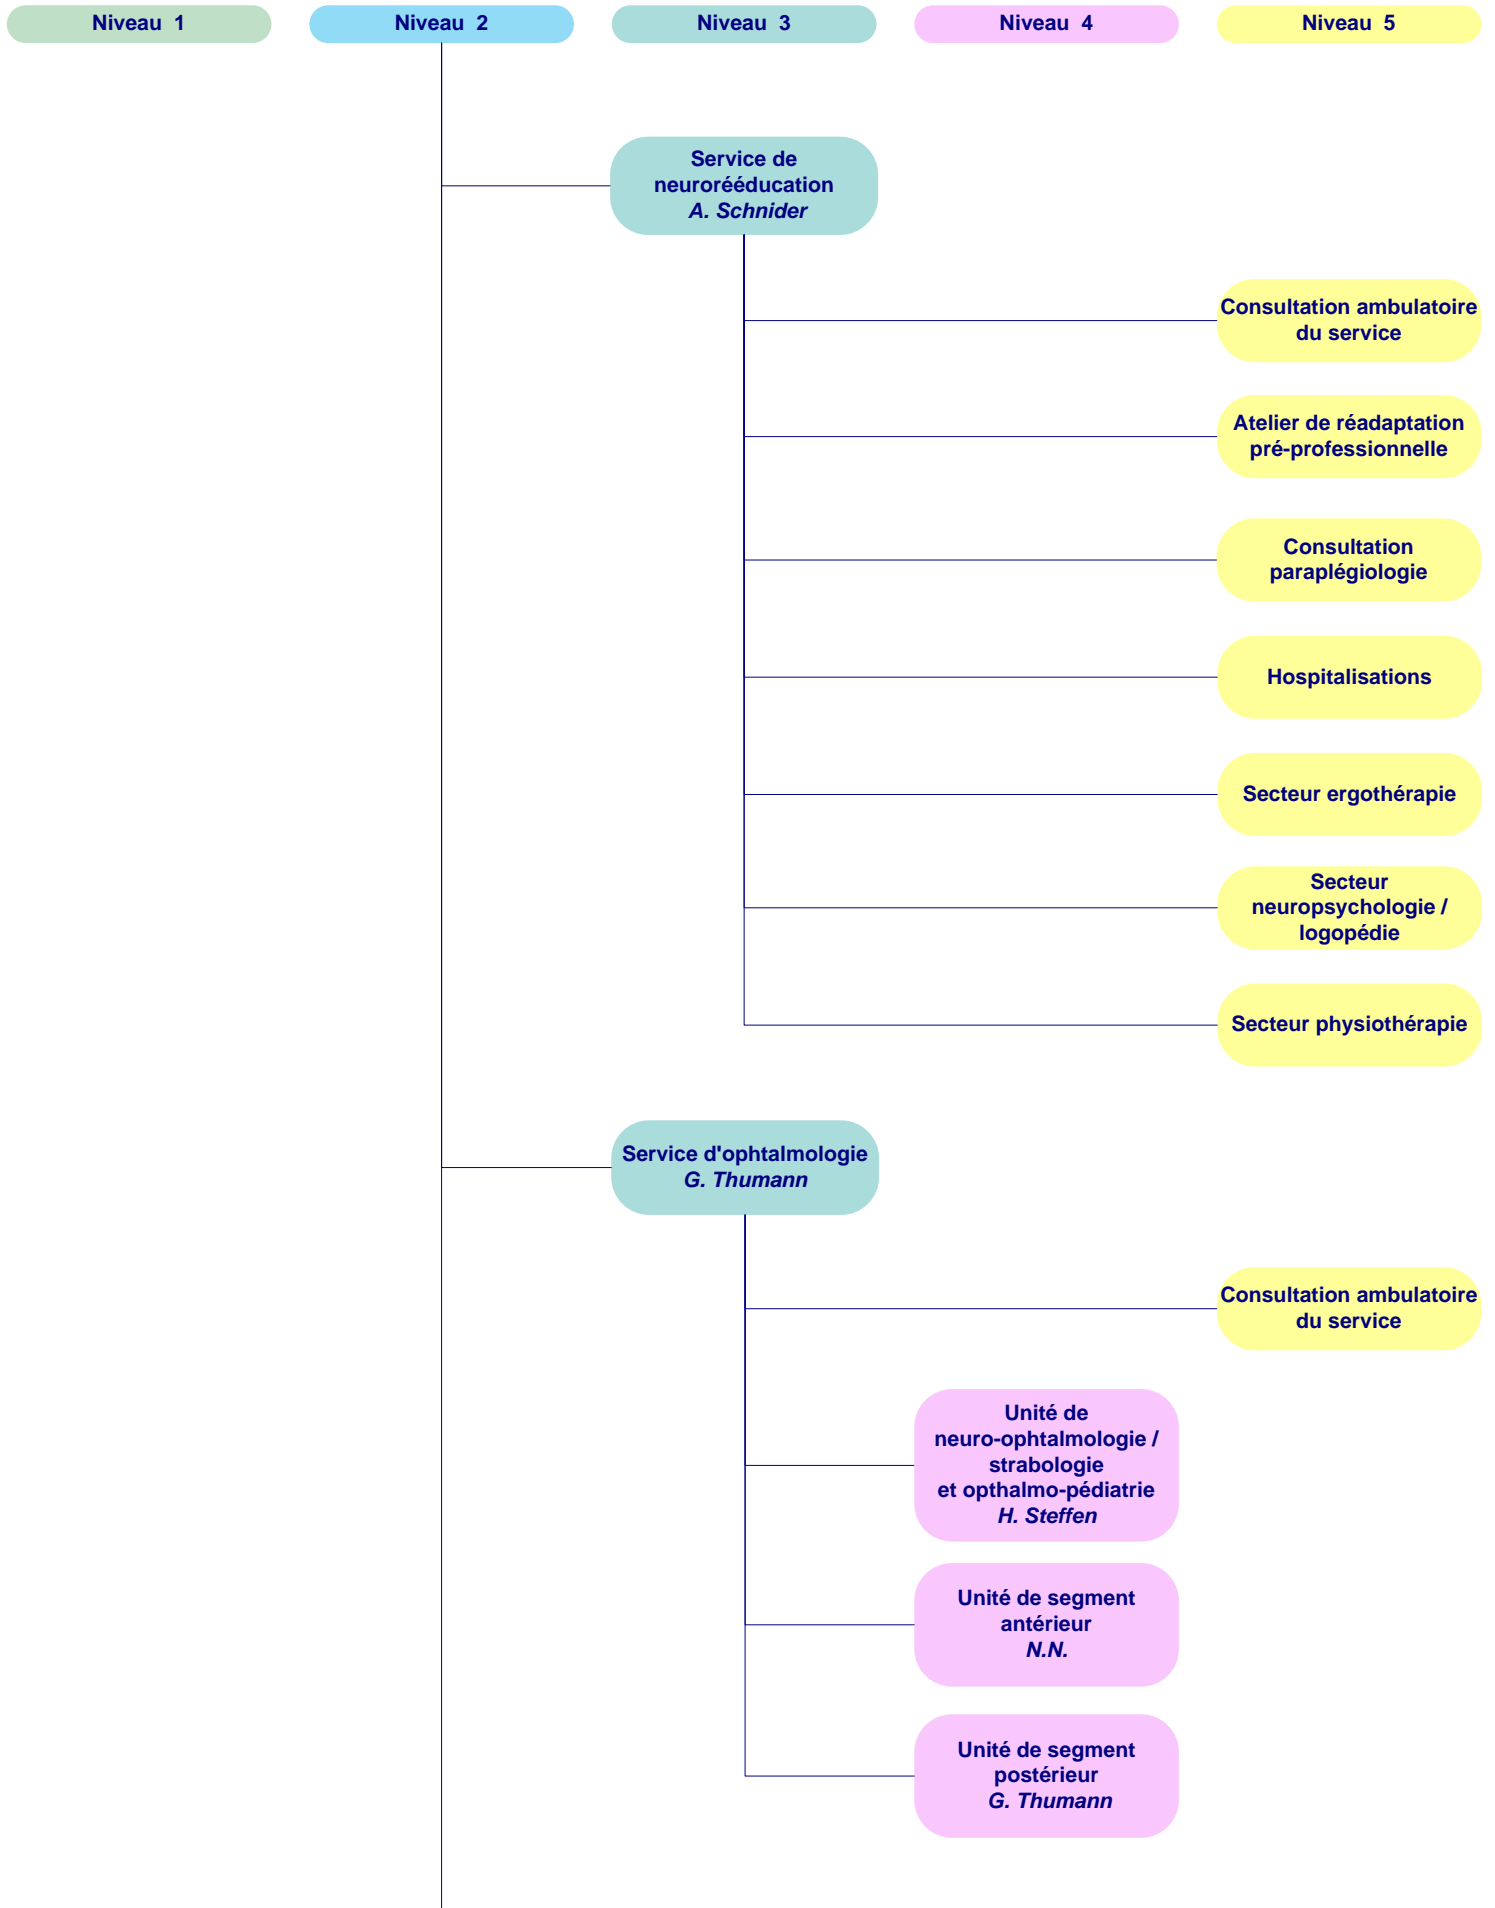 Niveau 1
Niveau 2
Niveau 3
Niveau 4
Niveau 5
Service de
neurorééducation
A. Schnider
Consultation ambulatoire
du service
Atelier de réadaptation
pré-professionnelle
Consultation
paraplégiologie
Hospitalisations
Secteur ergothérapie
Secteur
neuropsychologie /
logopédie
Secteur physiothérapie
Service d'ophtalmologie
G. Thumann
Consultation ambulatoire
du service
Unité de
neuro-ophtalmologie /
strabologie
et opthalmo-pédiatrie
H. Steffen
Unité de segment
antérieur
N.N.
Unité de segment
postérieur
G. Thumann